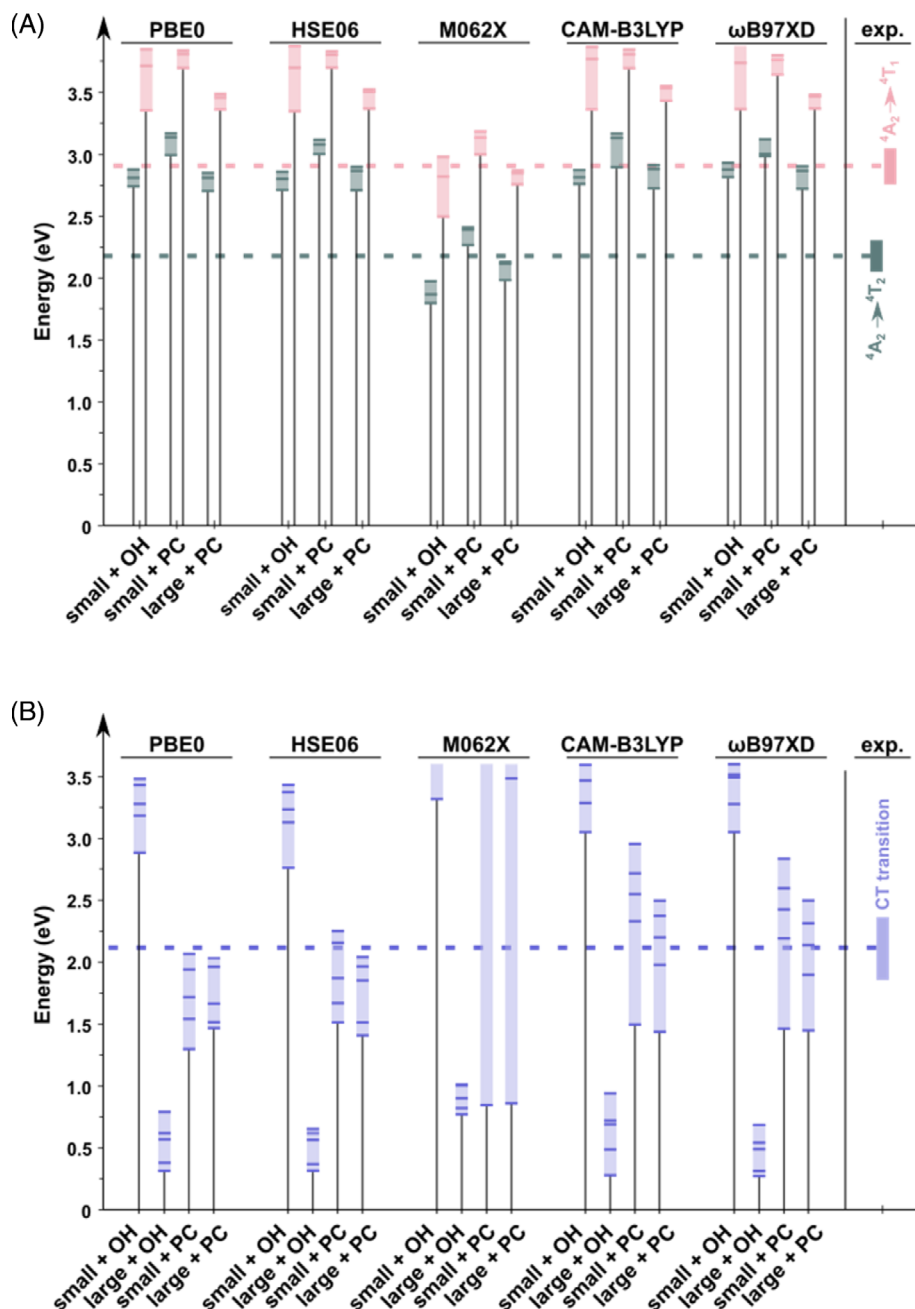 (A)
PBE0 HSE06 M062X CAM-B3LYP ωB97XD exp.
⁴A₂ → ⁴T₁
⁴A₂ → ⁴T₂
Energy (eV)
3.5
3.0
2.5
2.0
1.5
1.0
0.5
0
small + OH small + PC large + PC small + OH small + PC large + PC small + OH small + PC large + PC small + OH small + PC large + PC small + OH small + PC large + PC
(B)
PBE0 HSE06 M062X CAM-B3LYP ωB97XD exp.
CT transition
Energy (eV)
3.5
3.0
2.5
2.0
1.5
1.0
0.5
0
small + OH large + OH small + PC large + PC small + OH large + OH small + PC large + PC small + OH large + OH small + PC large + PC small + OH large + OH small + PC large + PC small + OH large + OH small + PC large + PC